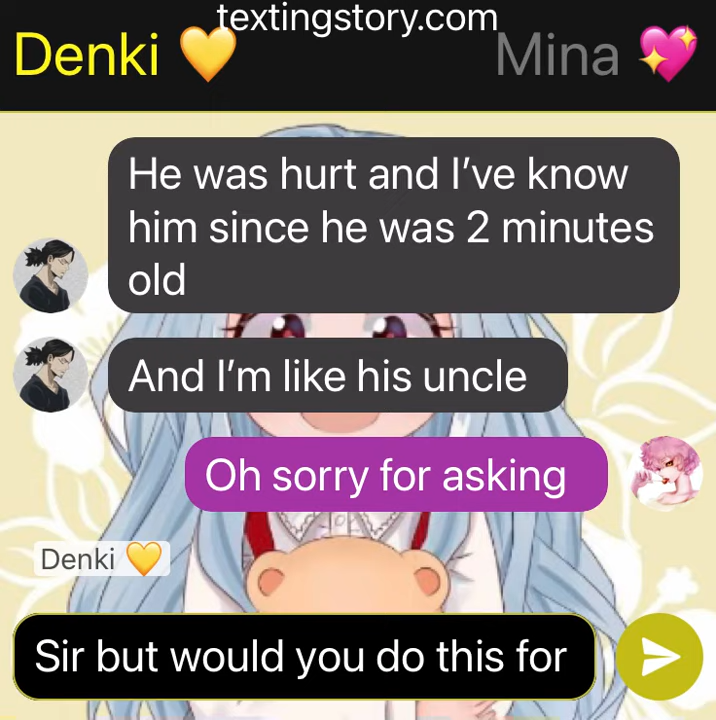 textingstory.com
Denki 💛 Mina 💖
He was hurt and I've know
him since he was 2 minutes
old
And I'm like his uncle
Oh sorry for asking
Denki 💛
Sir but would you do this for